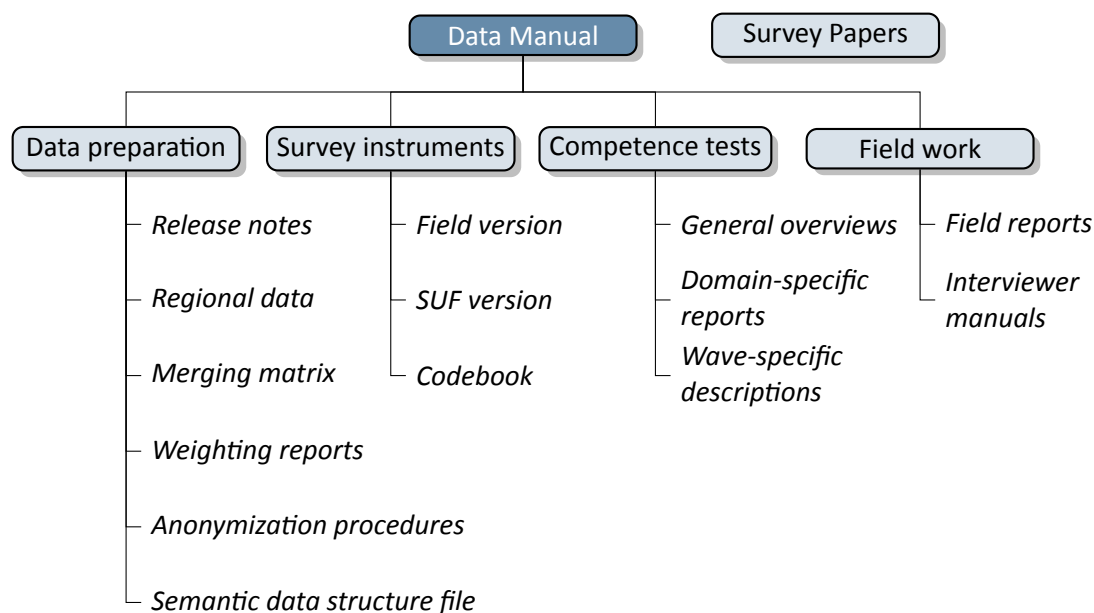 Data Manual
Survey Papers
Data preparation
Survey instruments
Competence tests
Field work
Release notes
Regional data
Merging matrix
Weighting reports
Anonymization procedures
Semantic data structure file
Field version
SUF version
Codebook
General overviews
Domain-specific
reports
Wave-specific
descriptions
Field reports
Interviewer
manuals